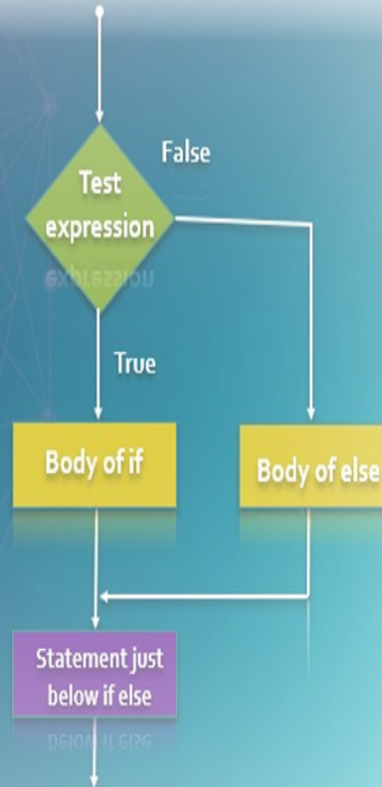 False
Test
expression
True
Body of if
Body of else
Statement just
below if else